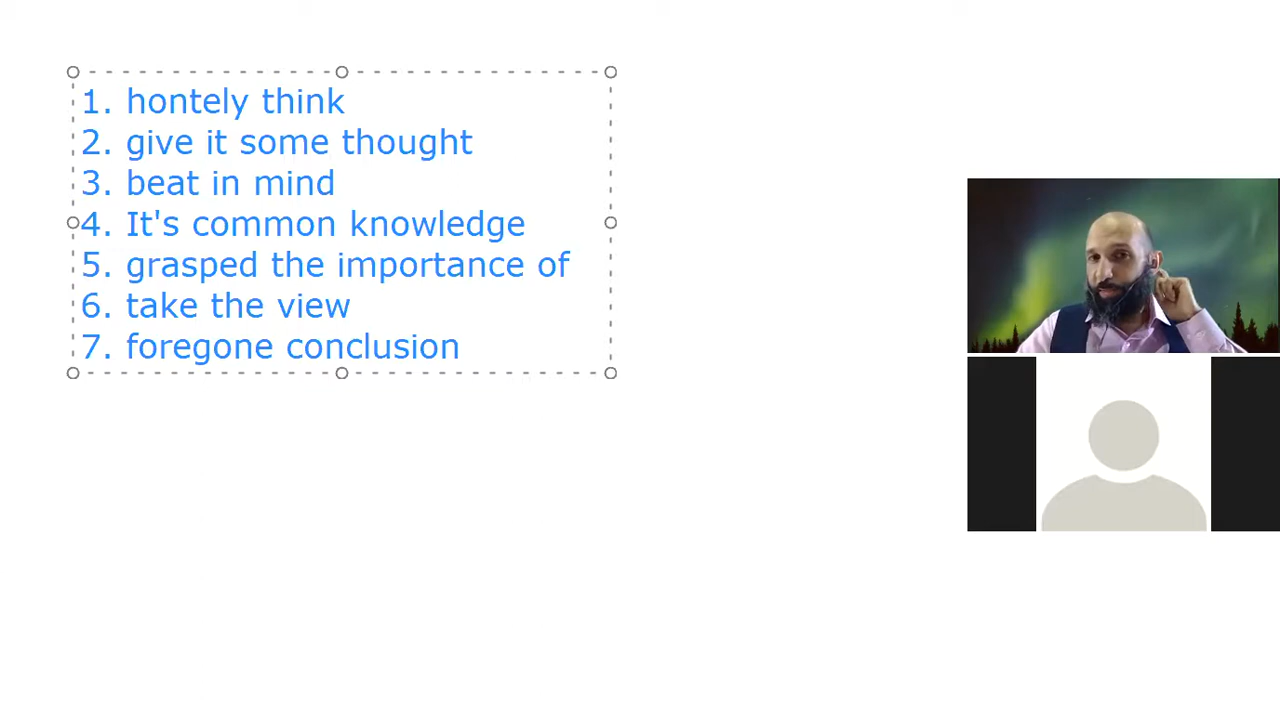 1. hontely think
2. give it some thought
3. beat in mind
4. It's common knowledge
5. grasped the importance of
6. take the view
7. foregone conclusion